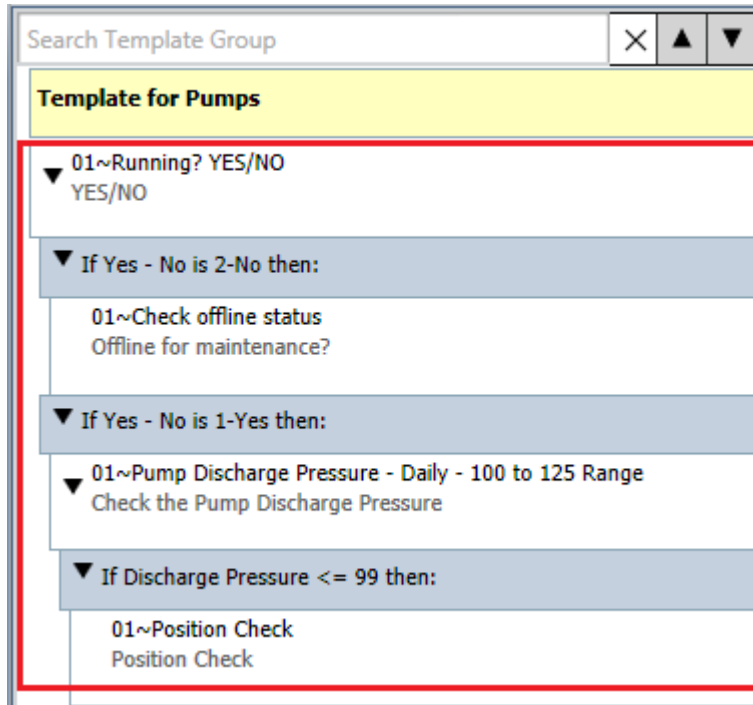 Search Template Group
Template for Pumps
01~Running? YES/NO
YES/NO
If Yes - No is 2-No then:
01~Check offline status
Offline for maintenance?
If Yes - No is 1-Yes then:
01~Pump Discharge Pressure - Daily - 100 to 125 Range
Check the Pump Discharge Pressure
If Discharge Pressure <= 99 then:
01~Position Check
Position Check